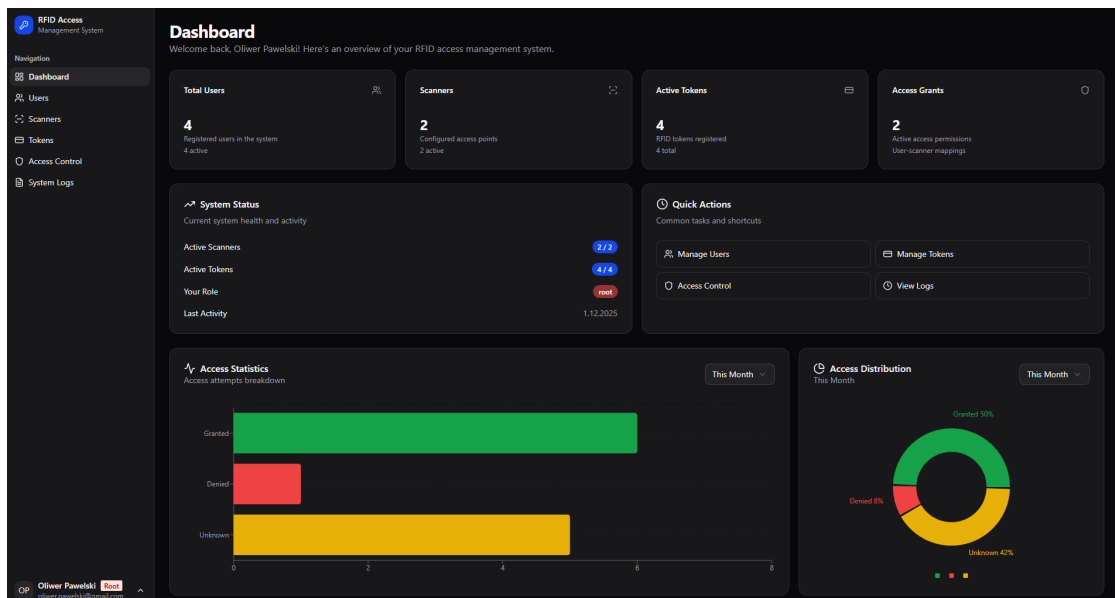 RFID Access
Management System
Navigation
Dashboard
Users
Scanners
Tokens
Access Control
System Logs
OP
Oliwer Pawelski Root
oliwer.pawelski@gmail.com
Dashboard
Welcome back, Oliwer Pawelski! Here's an overview of your RFID access management system.
Total Users
4
Registered users in the system
4 active
Scanners
2
Configured access points
2 active
Active Tokens
4
RFID tokens registered
4 total
Access Grants
2
Active access permissions
User-scanner mappings
System Status
Current system health and activity
Active Scanners 2 / 2
Active Tokens 4 / 4
Your Role root
Last Activity 1.12.2025
Quick Actions
Common tasks and shortcuts
Manage Users
Manage Tokens
Access Control
View Logs
Access Statistics
Access attempts breakdown
This Month
Granted
Denied
Unknown
0 2 4 6 8
Access Distribution
This Month
This Month
Granted 50%
Denied 8%
Unknown 42%